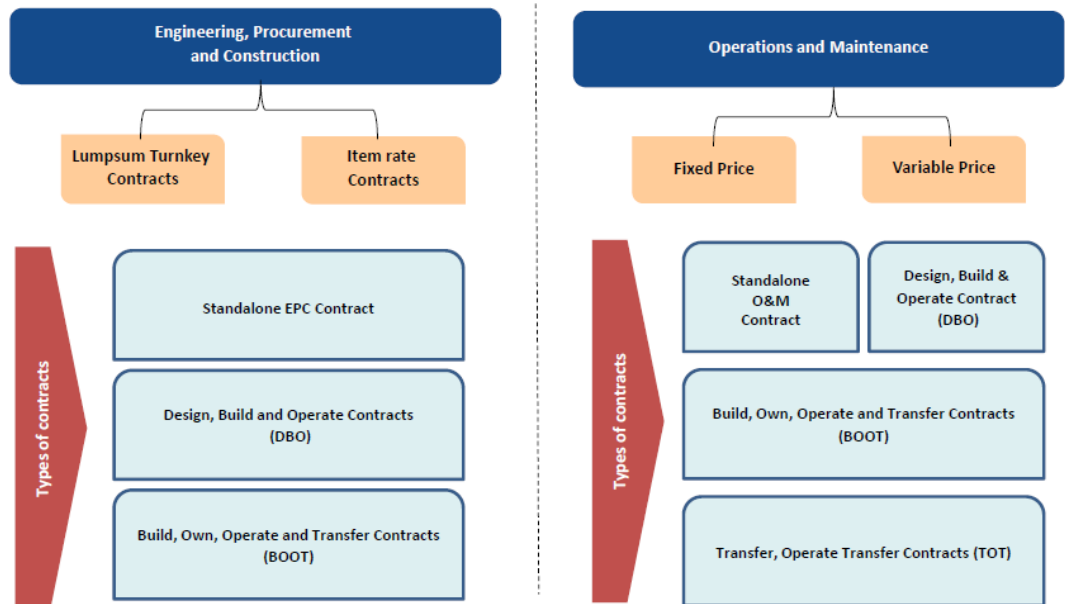 Engineering, Procurement
and Construction
Lumpsum Turnkey
Contracts
Item rate
Contracts
Types of contracts
Standalone EPC Contract
Design, Build and Operate Contracts
(DBO)
Build, Own, Operate and Transfer Contracts
(BOOT)
Operations and Maintenance
Fixed Price
Variable Price
Types of contracts
Standalone
O&M
Contract
Design, Build &
Operate Contract
(DBO)
Build, Own, Operate and Transfer Contracts
(BOOT)
Transfer, Operate Transfer Contracts (TOT)